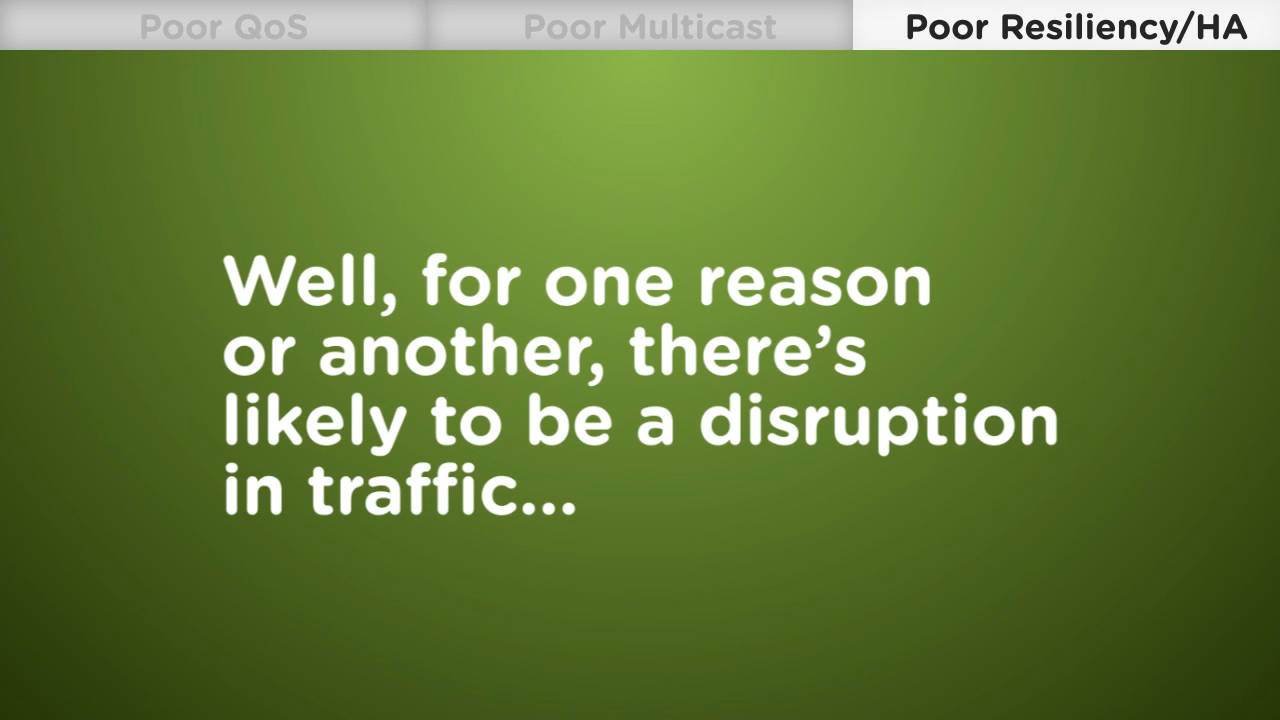 Poor QoS
Poor Multicast
Poor Resiliency/HA
Well, for one reason
or another, there’s
likely to be a disruption
in traffic...